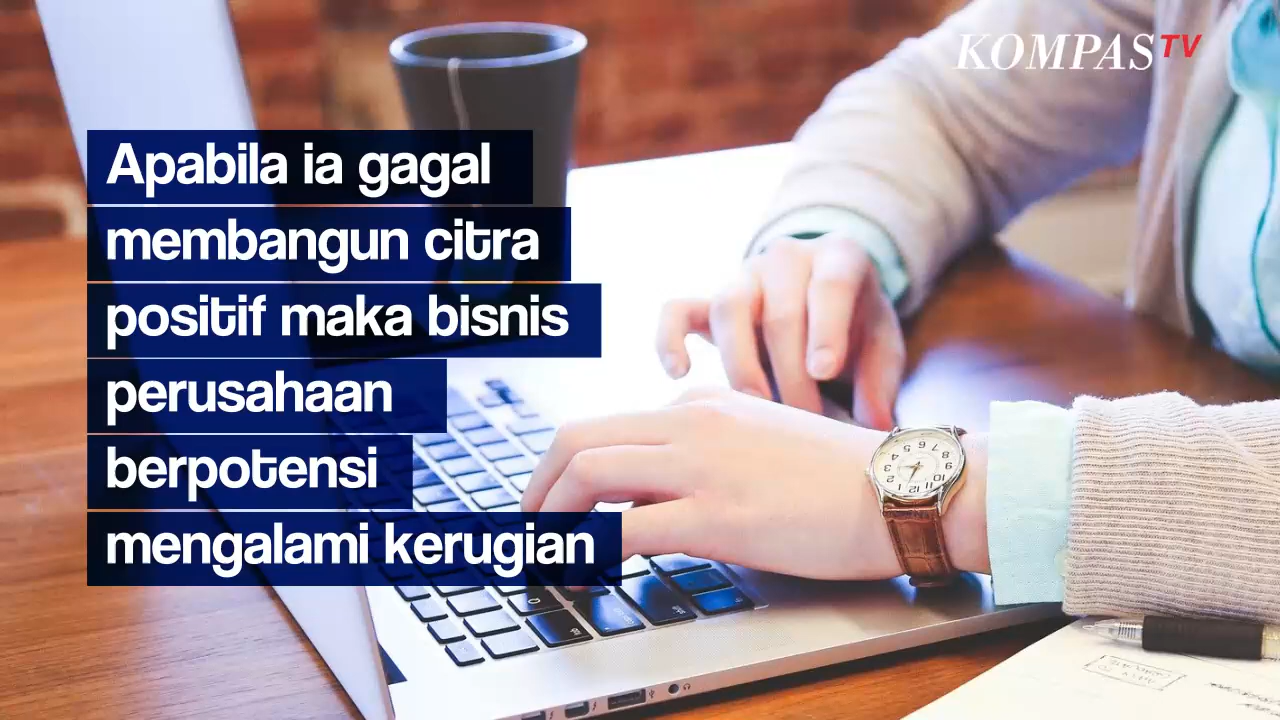 KOMPASTV
Apabila ia gagal
membangun citra
positif maka bisnis
perusahaan
berpotensi
mengalami kerugian